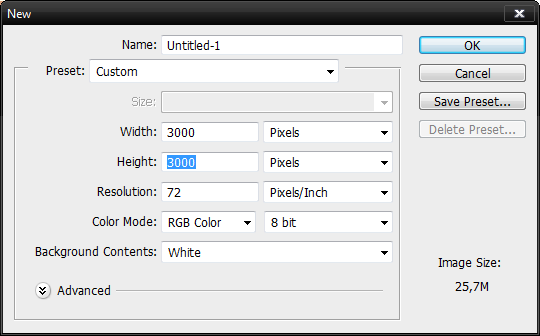 New
Name: Untitled-1
OK
Preset: Custom
Cancel
Size:
Save Preset...
Width: 3000 Pixels
Delete Preset...
Height: 3000 Pixels
Resolution: 72 Pixels/Inch
Color Mode: RGB Color 8 bit
Background Contents: White
Image Size:
25,7M
Advanced